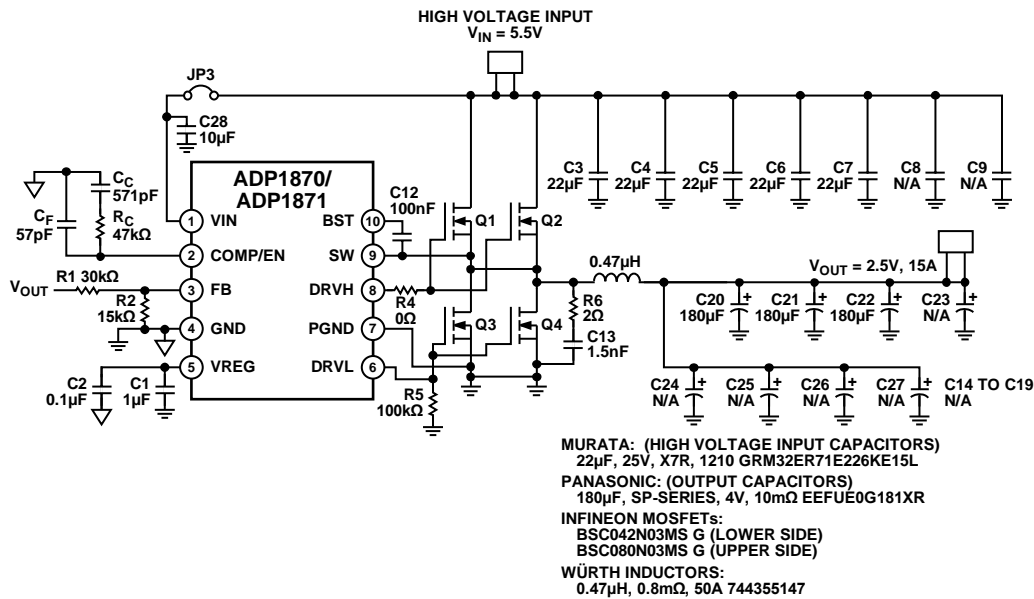 HIGH VOLTAGE INPUT
VIN = 5.5V
JP3
C28
10µF
C3
22µF
C4
22µF
C5
22µF
C6
22µF
C7
22µF
C8
N/A
C9
N/A
CC
571pF
CF
57pF
RC
47kΩ
ADP1870/
ADP1871
1
VIN
2
COMP/EN
3
FB
4
GND
5
VREG
BST
10
SW
9
DRVH
8
PGND
7
DRVL
6
C12
100nF
Q1
Q2
Q3
Q4
VOUT
R1 30kΩ
R2
15kΩ
C2
0.1µF
C1
1µF
R4
0Ω
R5
100kΩ
0.47µH
R6
2Ω
C13
1.5nF
VOUT = 2.5V, 15A
C20
180µF
+
C21
180µF
+
C22
180µF
+
C23
N/A
+
C24
N/A
+
C25
N/A
+
C26
N/A
+
C27
N/A
+
C14 TO C19
N/A
MURATA: (HIGH VOLTAGE INPUT CAPACITORS)
22µF, 25V, X7R, 1210 GRM32ER71E226KE15L
PANASONIC: (OUTPUT CAPACITORS)
180µF, SP-SERIES, 4V, 10mΩ EEFUE0G181XR
INFINEON MOSFETs:
BSC042N03MS G (LOWER SIDE)
BSC080N03MS G (UPPER SIDE)
WÜRTH INDUCTORS:
0.47µH, 0.8mΩ, 50A 744355147